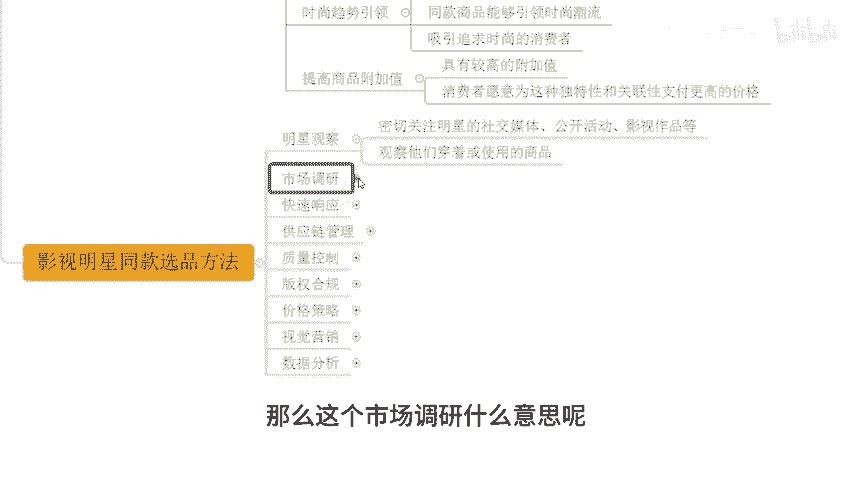 时尚趋势引领
同款商品能够引领时尚潮流
吸引追求时尚的消费者
提高商品附加值
具有较高的附加值
消费者愿意为这种独特性和关联性支付更高的价格
影视明星同款选品方法
明星观察
密切关注明星的社交媒体、公开活动、影视作品等
观察他们穿着或使用的商品
市场调研
快速响应
供应链管理
质量控制
版权合规
价格策略
视觉营销
数据分析
那么这个市场调研什么意思呢
bilibili